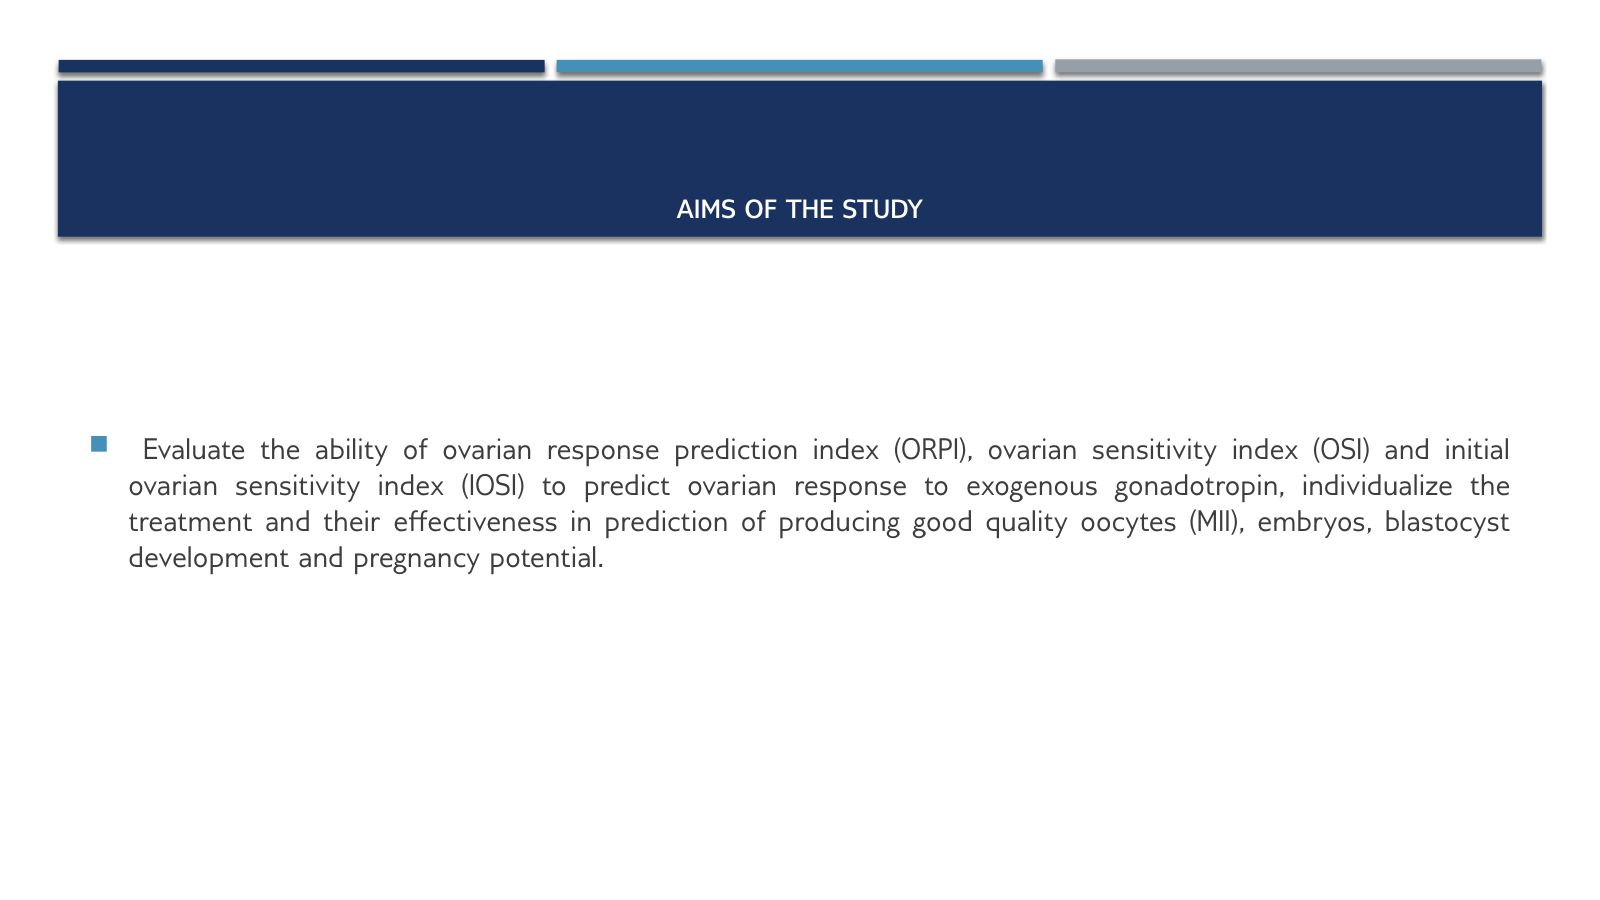 AIMS OF THE STUDY
Evaluate the ability of ovarian response prediction index (ORPI), ovarian sensitivity index (OSI) and initial
ovarian sensitivity index (IOSI) to predict ovarian response to exogenous gonadotropin, individualize the
treatment and their effectiveness in prediction of producing good quality oocytes (MII), embryos, blastocyst
development and pregnancy potential.